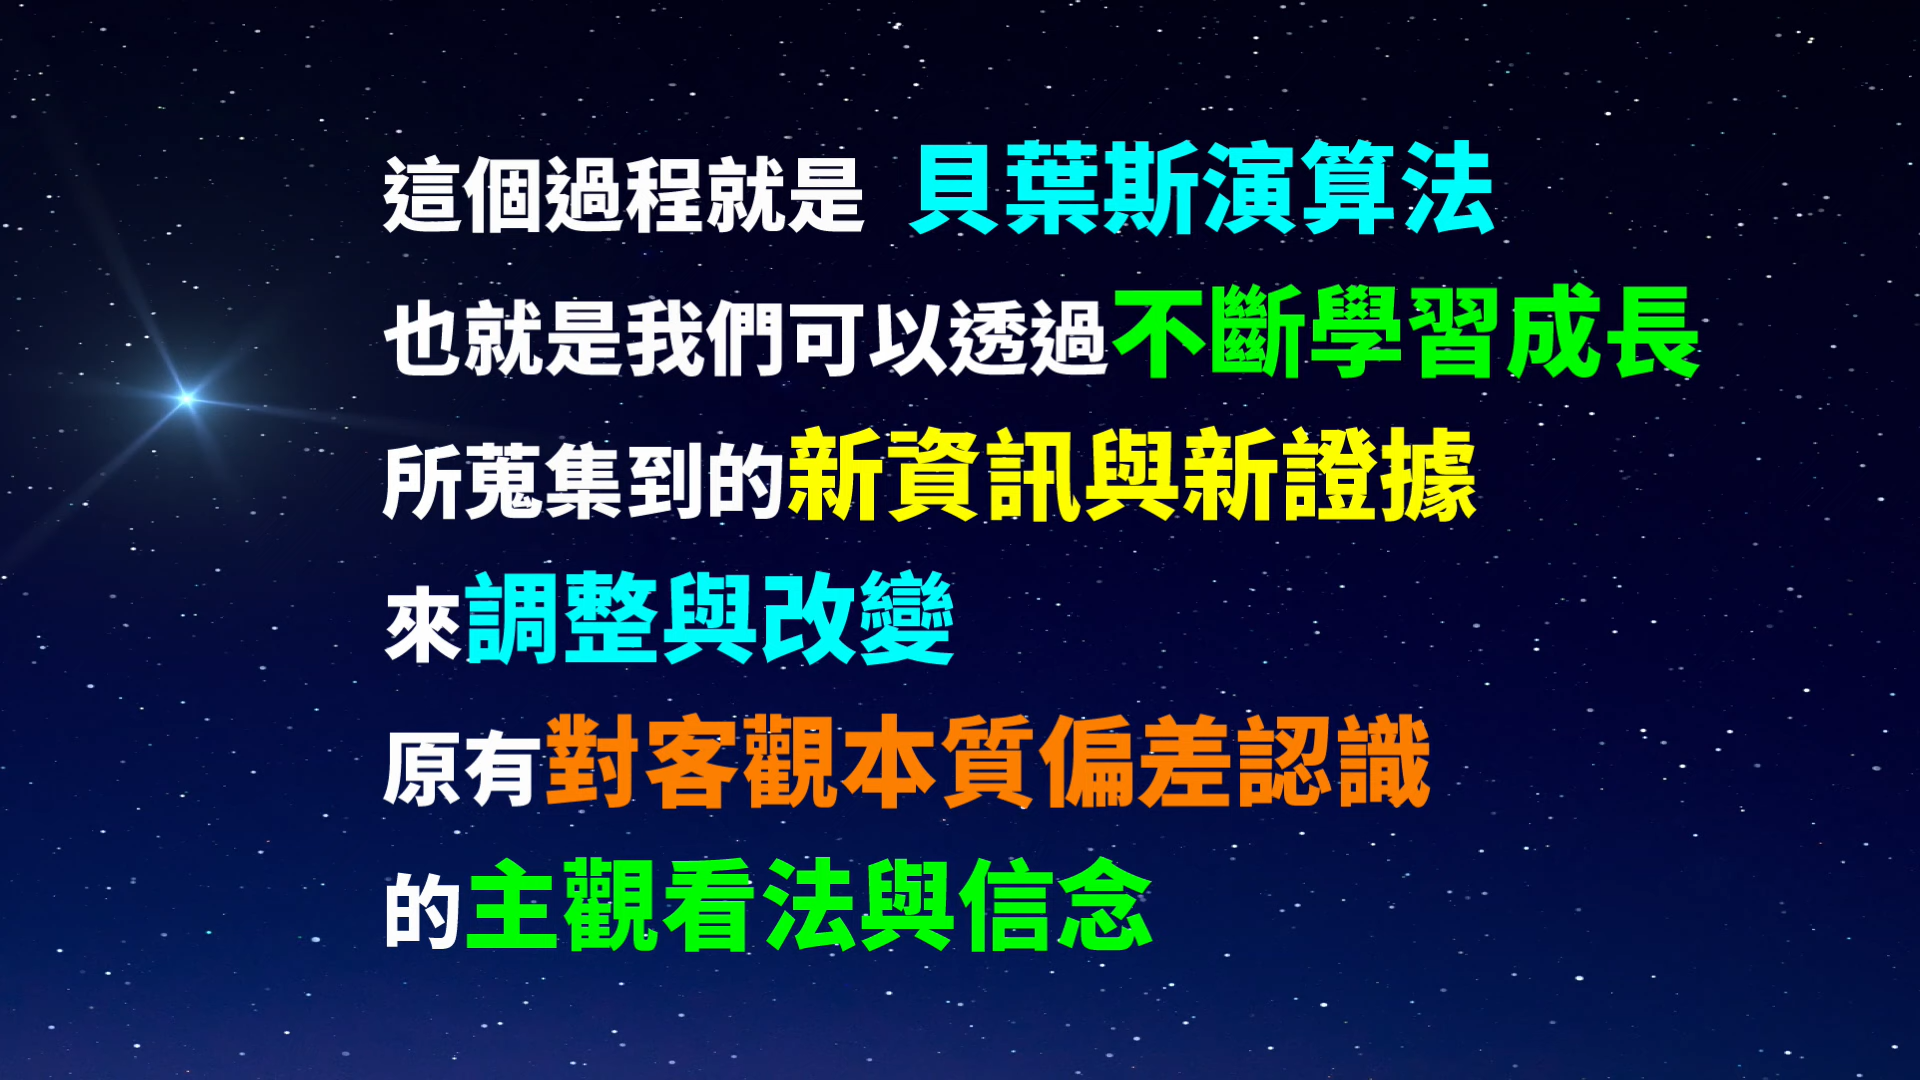 這個過程就是 貝葉斯演算法
也就是我們可以透過不斷學習成長
所蒐集到的新資訊與新證據
來調整與改變
原有對客觀本質偏差認識
的主觀看法與信念